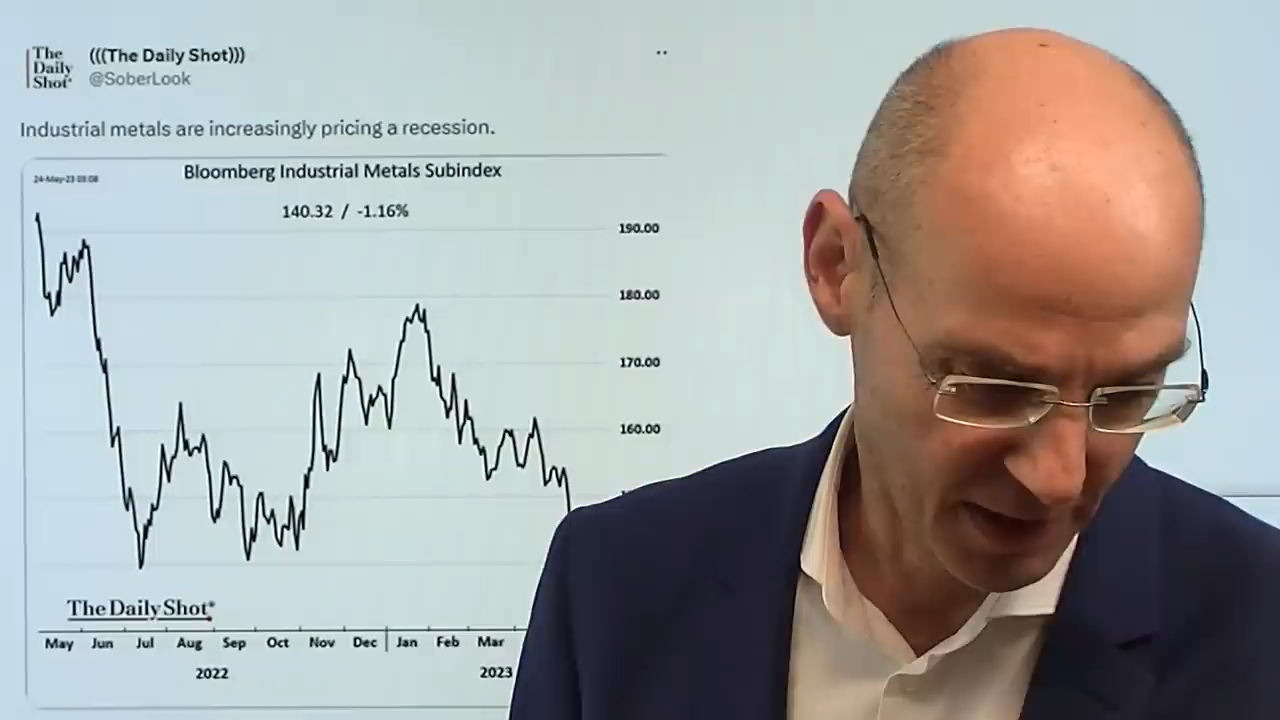 The
Daily
Shot
(((The Daily Shot)))
@SoberLook
Industrial metals are increasingly pricing a recession.
Bloomberg Industrial Metals Subindex
24-May-23 03:08
140.32 / -1.16%
190.00
180.00
170.00
160.00
The Daily Shot
May Jun Jul Aug Sep Oct Nov Dec Jan Feb Mar
2022 2023